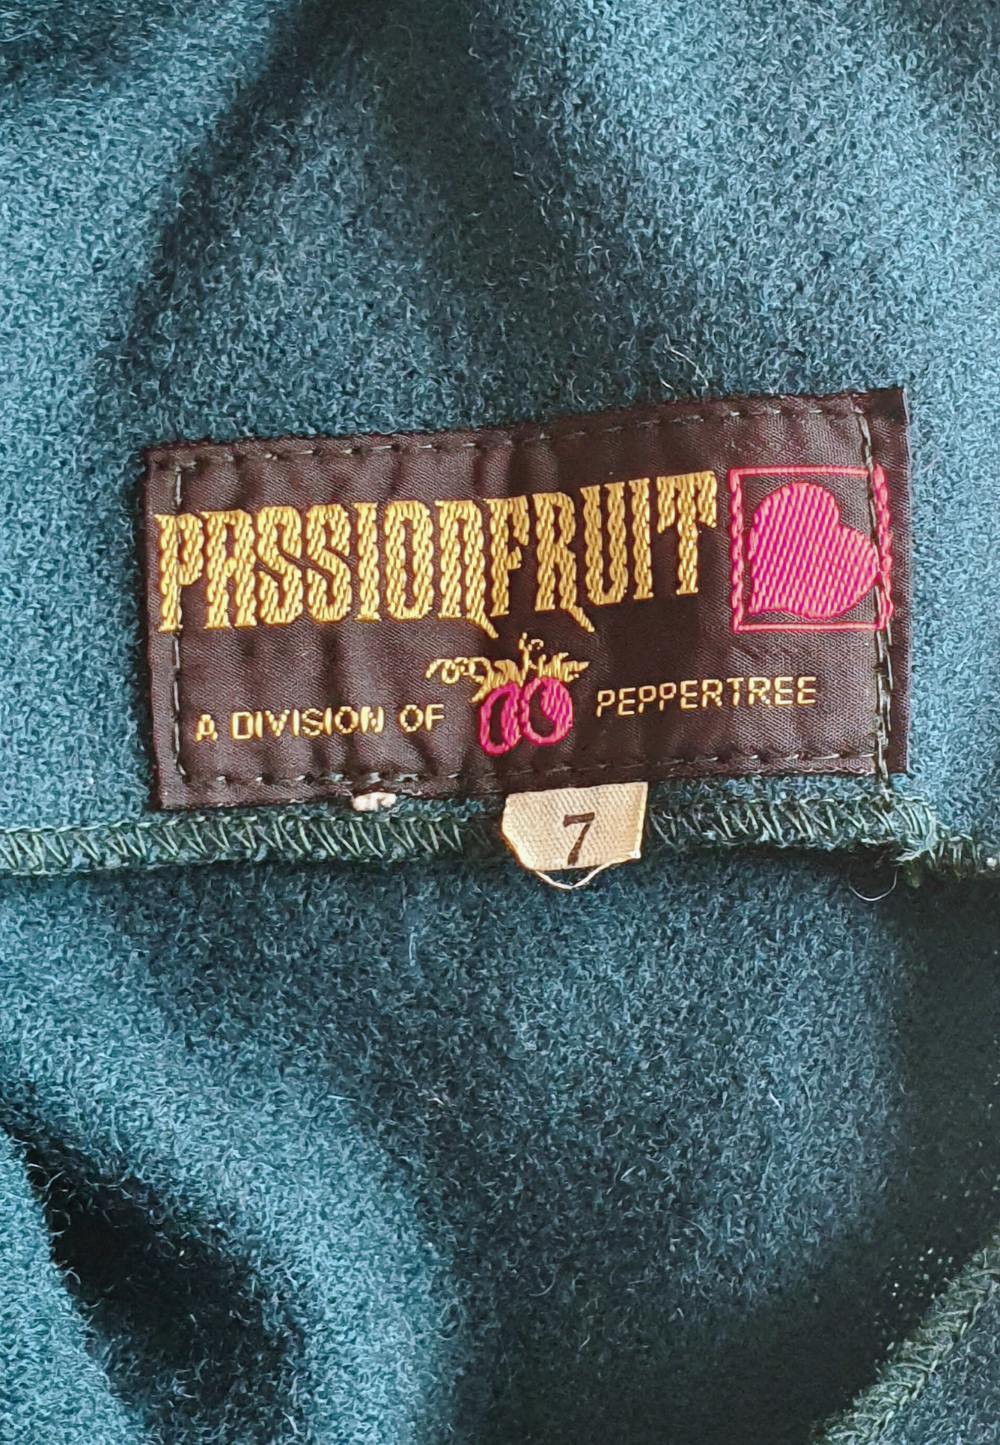 PASSIONFRUIT
A DIVISION OF PEPPERTREE
7